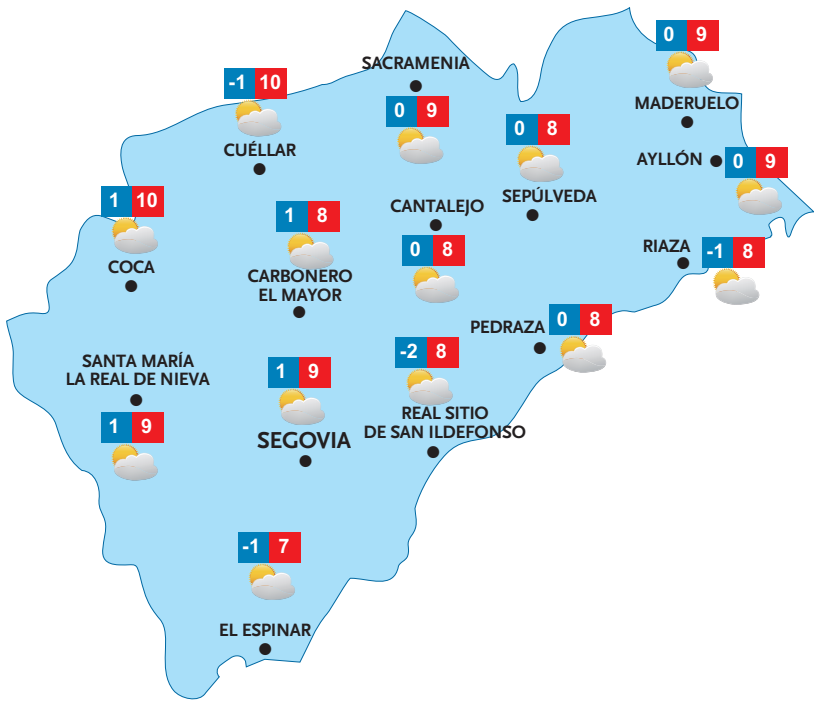 0 9
MADERUELO
SACRAMENIA
0 9
-1 10
CUÉLLAR
0 8
SEPÚLVEDA
AYLLÓN
0 9
1 10
COCA
1 8
CARBONERO
EL MAYOR
CANTALEJO
0 8
RIAZA
-1 8
PEDRAZA
0 8
SANTA MARÍA
LA REAL DE NIEVA
1 9
1 9
SEGOVIA
-2 8
REAL SITIO
DE SAN ILDEFONSO
-1 7
EL ESPINAR